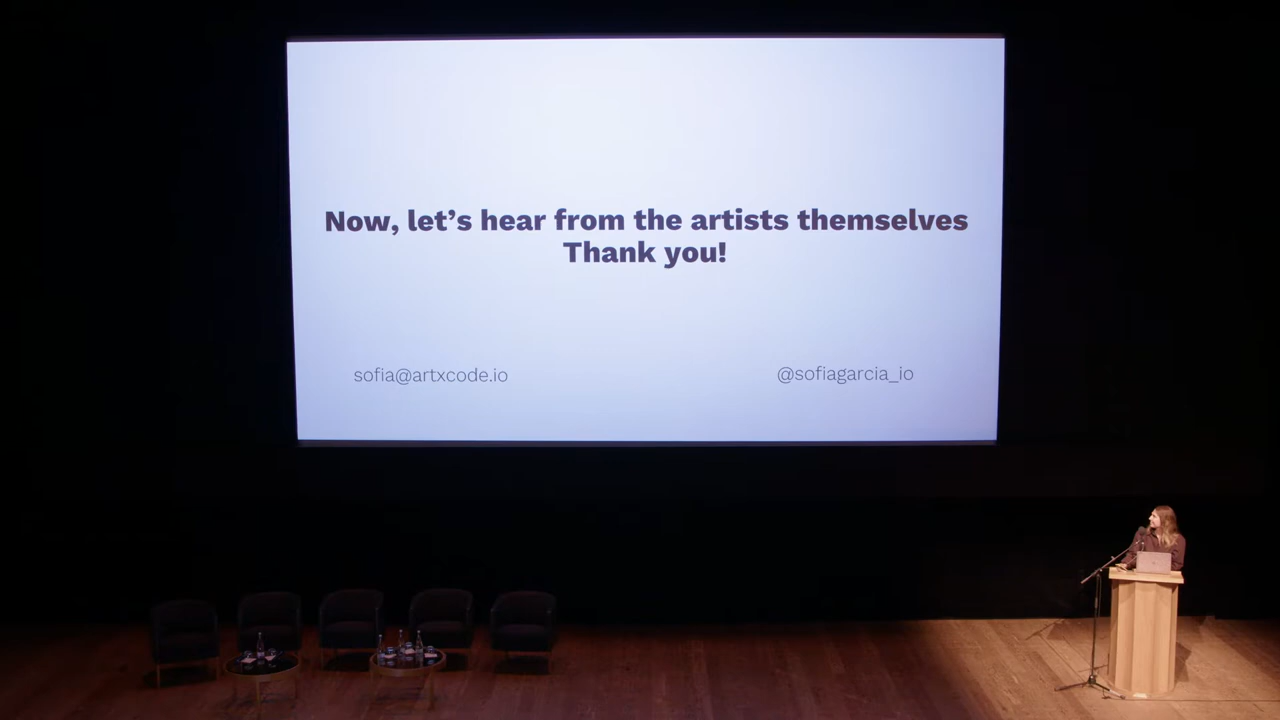 Now, let’s hear from the artists themselves
Thank you!
sofia@artxcode.io
@sofiagarcia_io